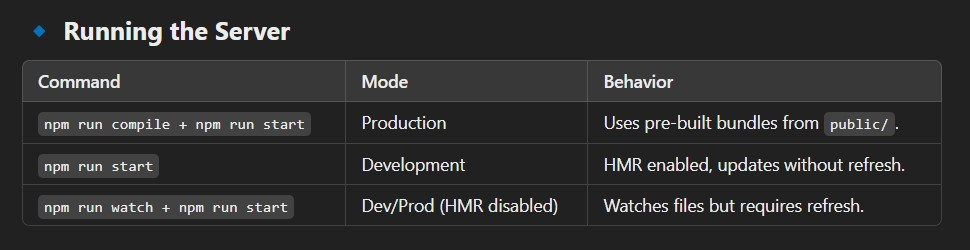 Running the Server
Command Mode Behavior
npm run compile + npm run start Production Uses pre-built bundles from public/.
npm run start Development HMR enabled, updates without refresh.
npm run watch + npm run start Dev/Prod (HMR disabled) Watches files but requires refresh.